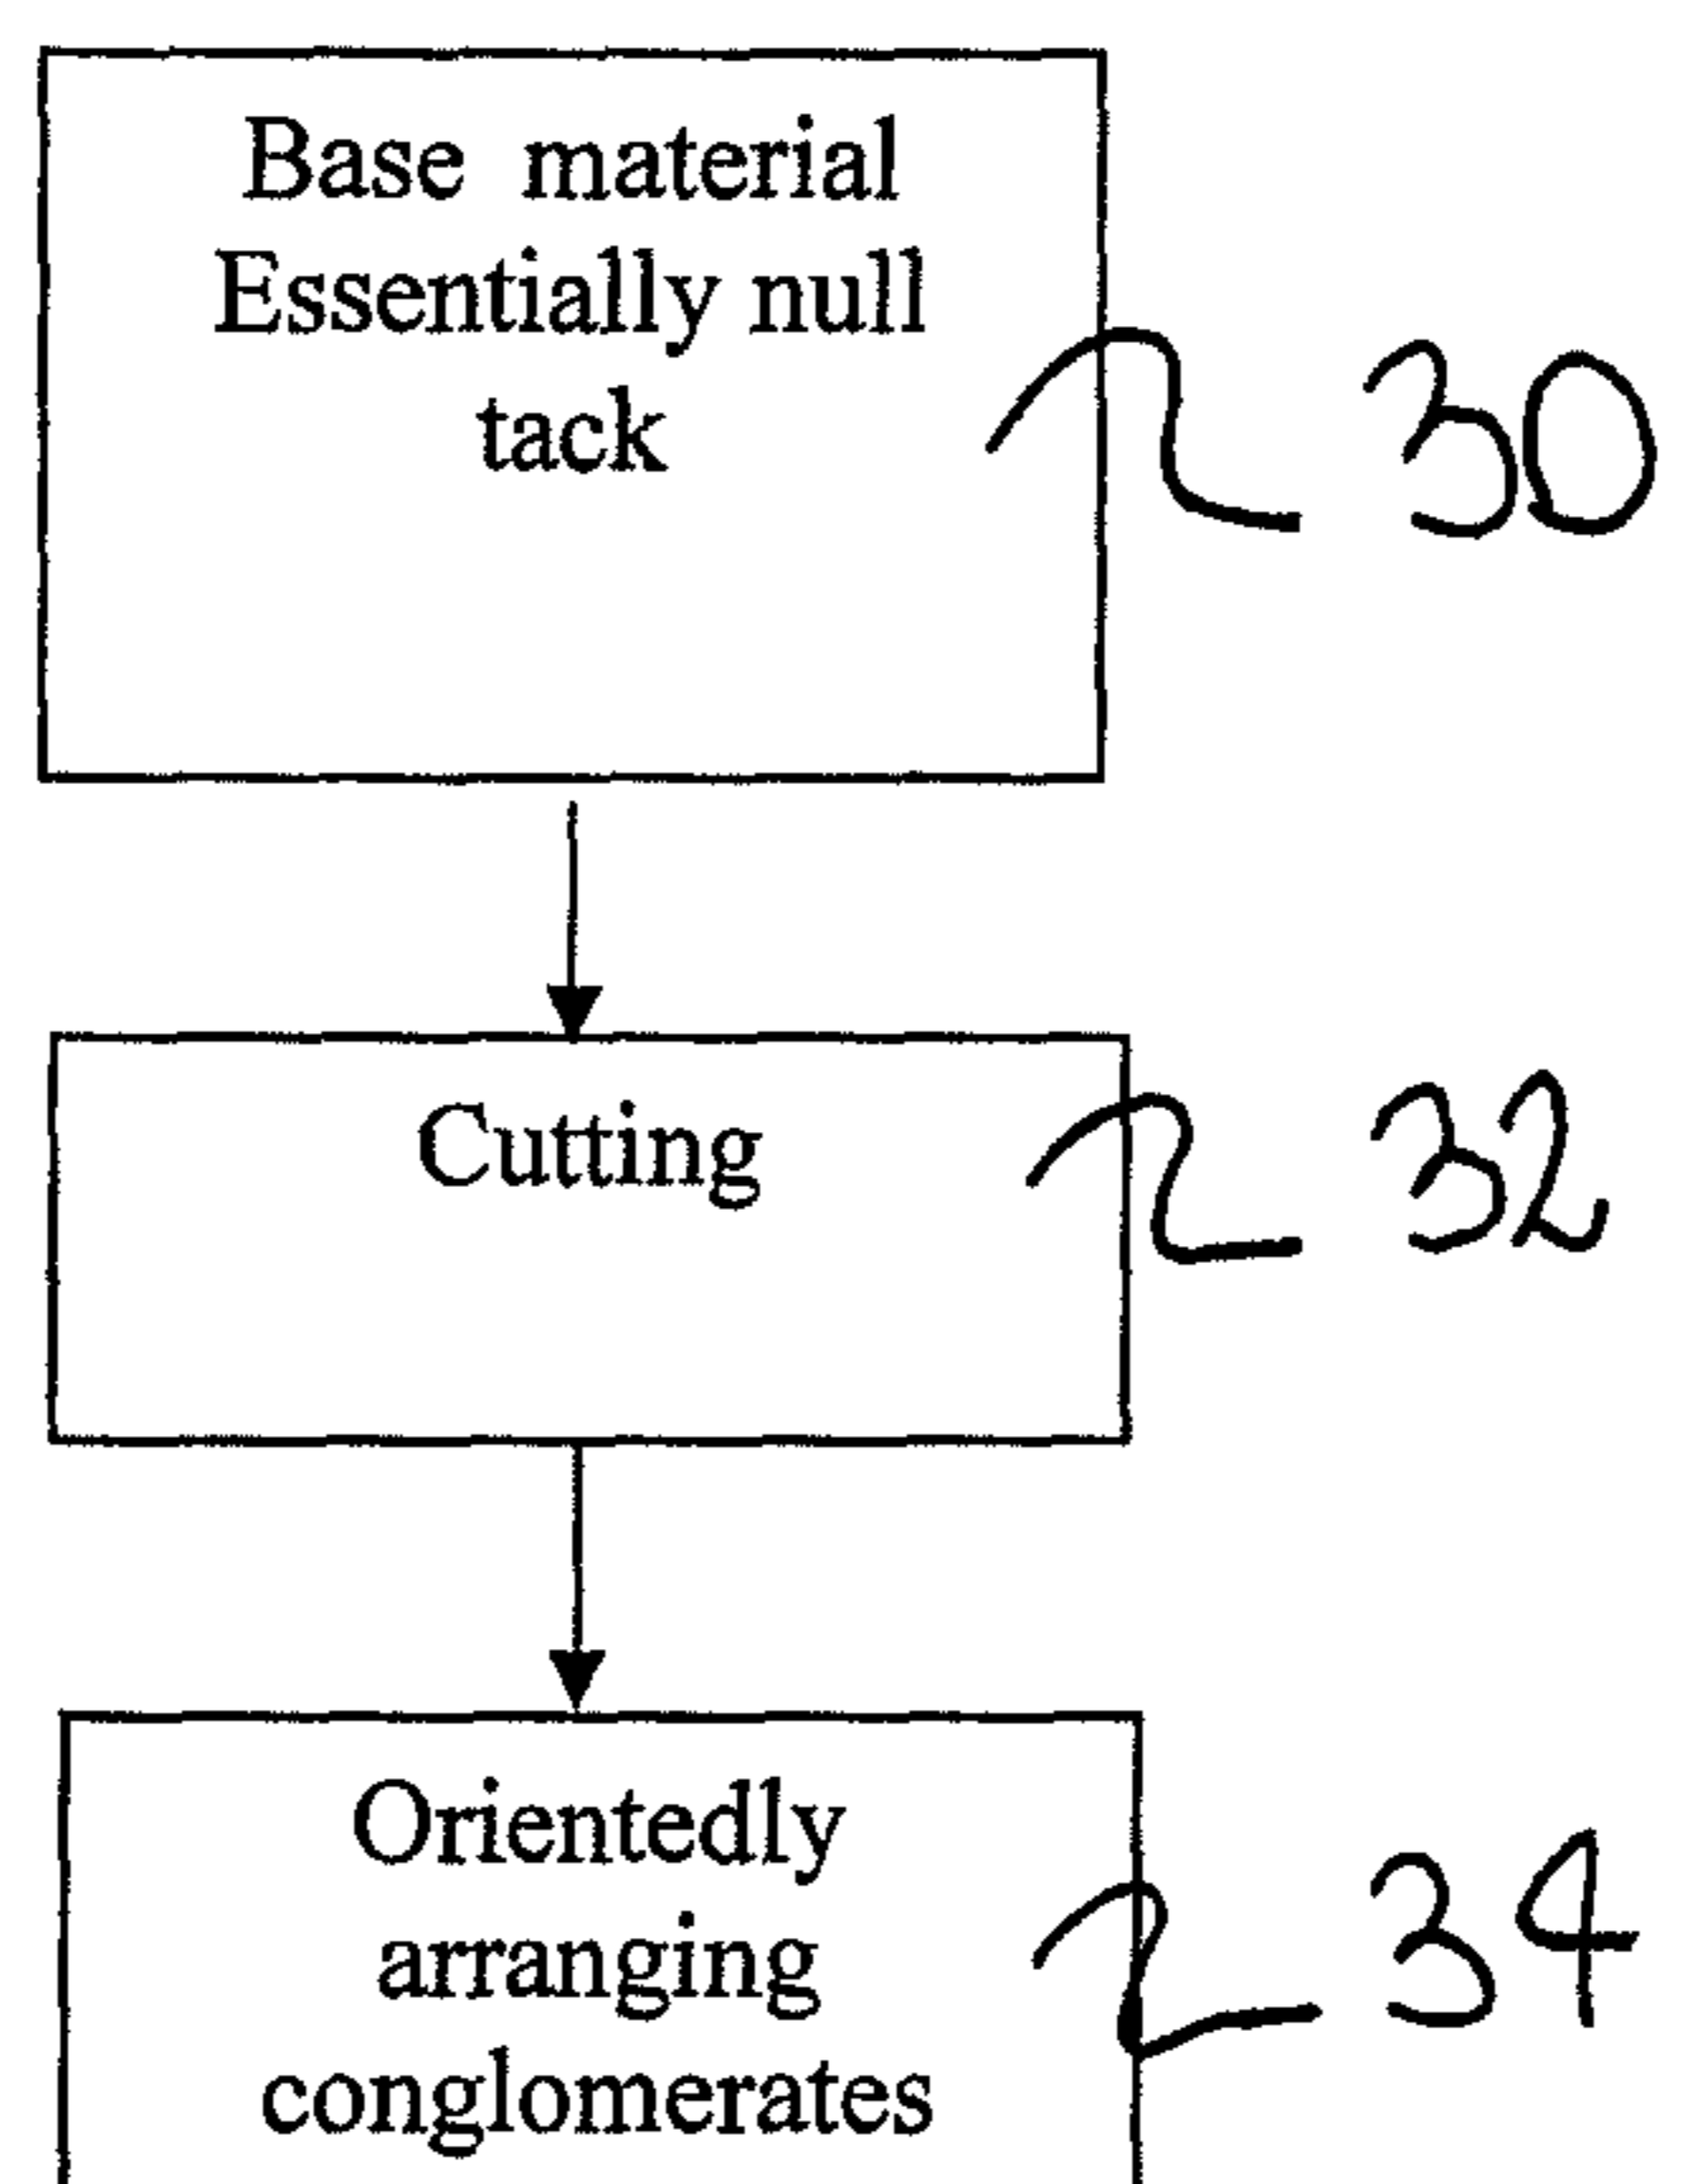 Base material
Essentially null
tack
30
Cutting
32
Orientedly
arranging
conglomerates
34